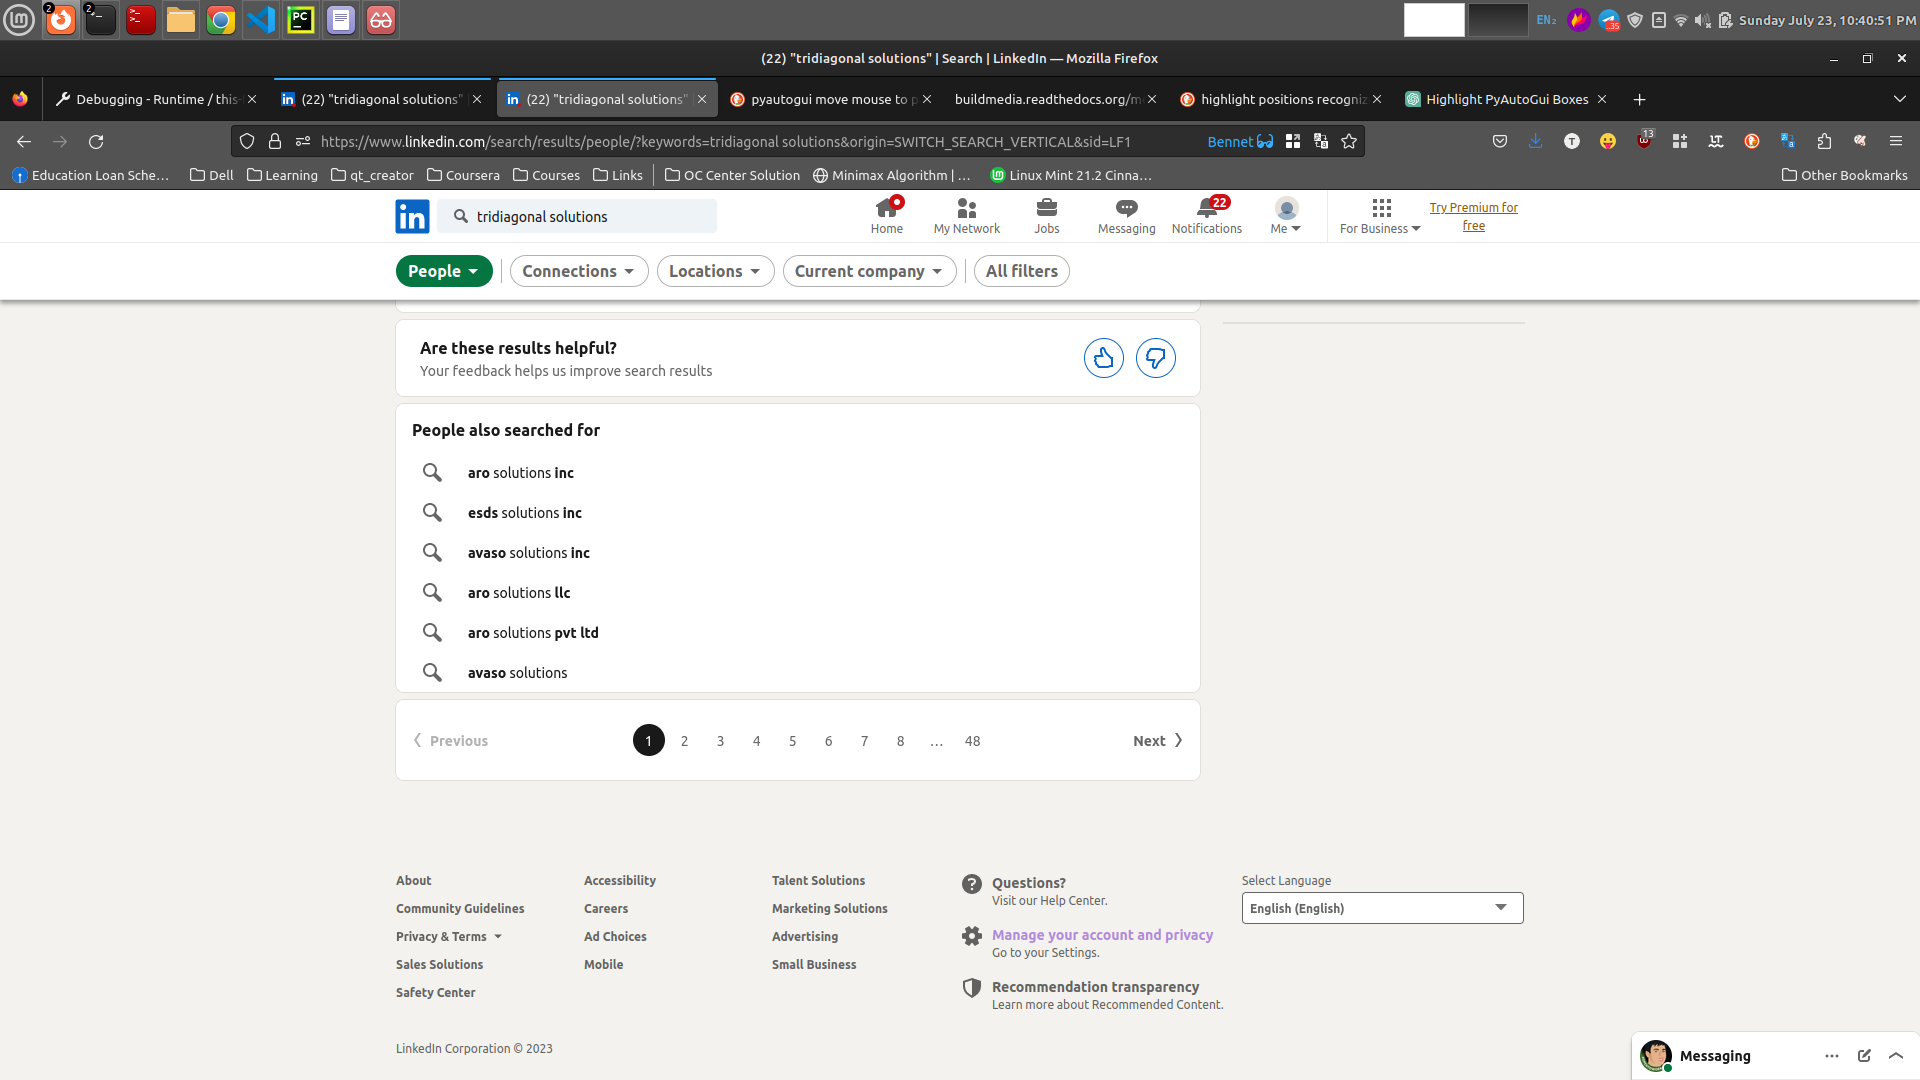 2
2
EN2
35
Sunday July 23, 10:40:51 PM
(22) "tridiagonal solutions" | Search | LinkedIn — Mozilla Firefox
Debugging - Runtime / this-
(22) "tridiagonal solutions"
(22) "tridiagonal solutions"
pyautogui move mouse to p
buildmedia.readthedocs.org/m
highlight positions recogniz
Highlight PyAutoGui Boxes
https://www.linkedin.com/search/results/people/?keywords=tridiagonal solutions&origin=SWITCH_SEARCH_VERTICAL&sid=LF1
Bennet
13
Education Loan Sche…
Dell
Learning
qt_creator
Coursera
Courses
Links
OC Center Solution
Minimax Algorithm | …
Linux Mint 21.2 Cinna…
Other Bookmarks
in
tridiagonal solutions
Home
My Network
Jobs
Messaging
22
Notifications
Me
For Business
Try Premium for
free
People
Connections
Locations
Current company
All filters
Are these results helpful?
Your feedback helps us improve search results
People also searched for
aro solutions inc
esds solutions inc
avaso solutions inc
aro solutions llc
aro solutions pvt ltd
avaso solutions
Previous
1
2
3
4
5
6
7
8
…
48
Next
About
Accessibility
Talent Solutions
Community Guidelines
Careers
Marketing Solutions
Privacy & Terms
Ad Choices
Advertising
Sales Solutions
Mobile
Small Business
Safety Center
Questions?
Visit our Help Center.
Manage your account and privacy
Go to your Settings.
Recommendation transparency
Learn more about Recommended Content.
Select Language
English (English)
LinkedIn Corporation © 2023
Messaging